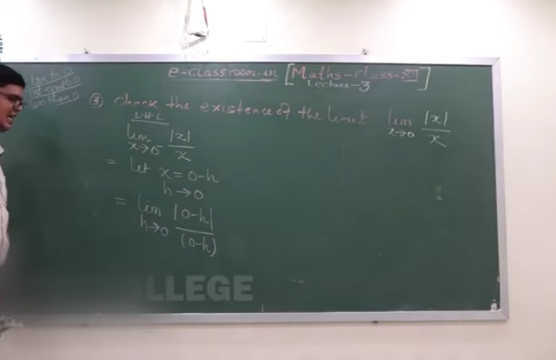 e-classroom-in [Maths-Class-XI]
Lecture-3
③ Check the existence of the limit lim x→0 |x|/x
L.H.L
lim x→0⁻ |x|/x
= let x = 0-h
h→0
= lim h→0 |0-h|/(0-h)
LLEGE